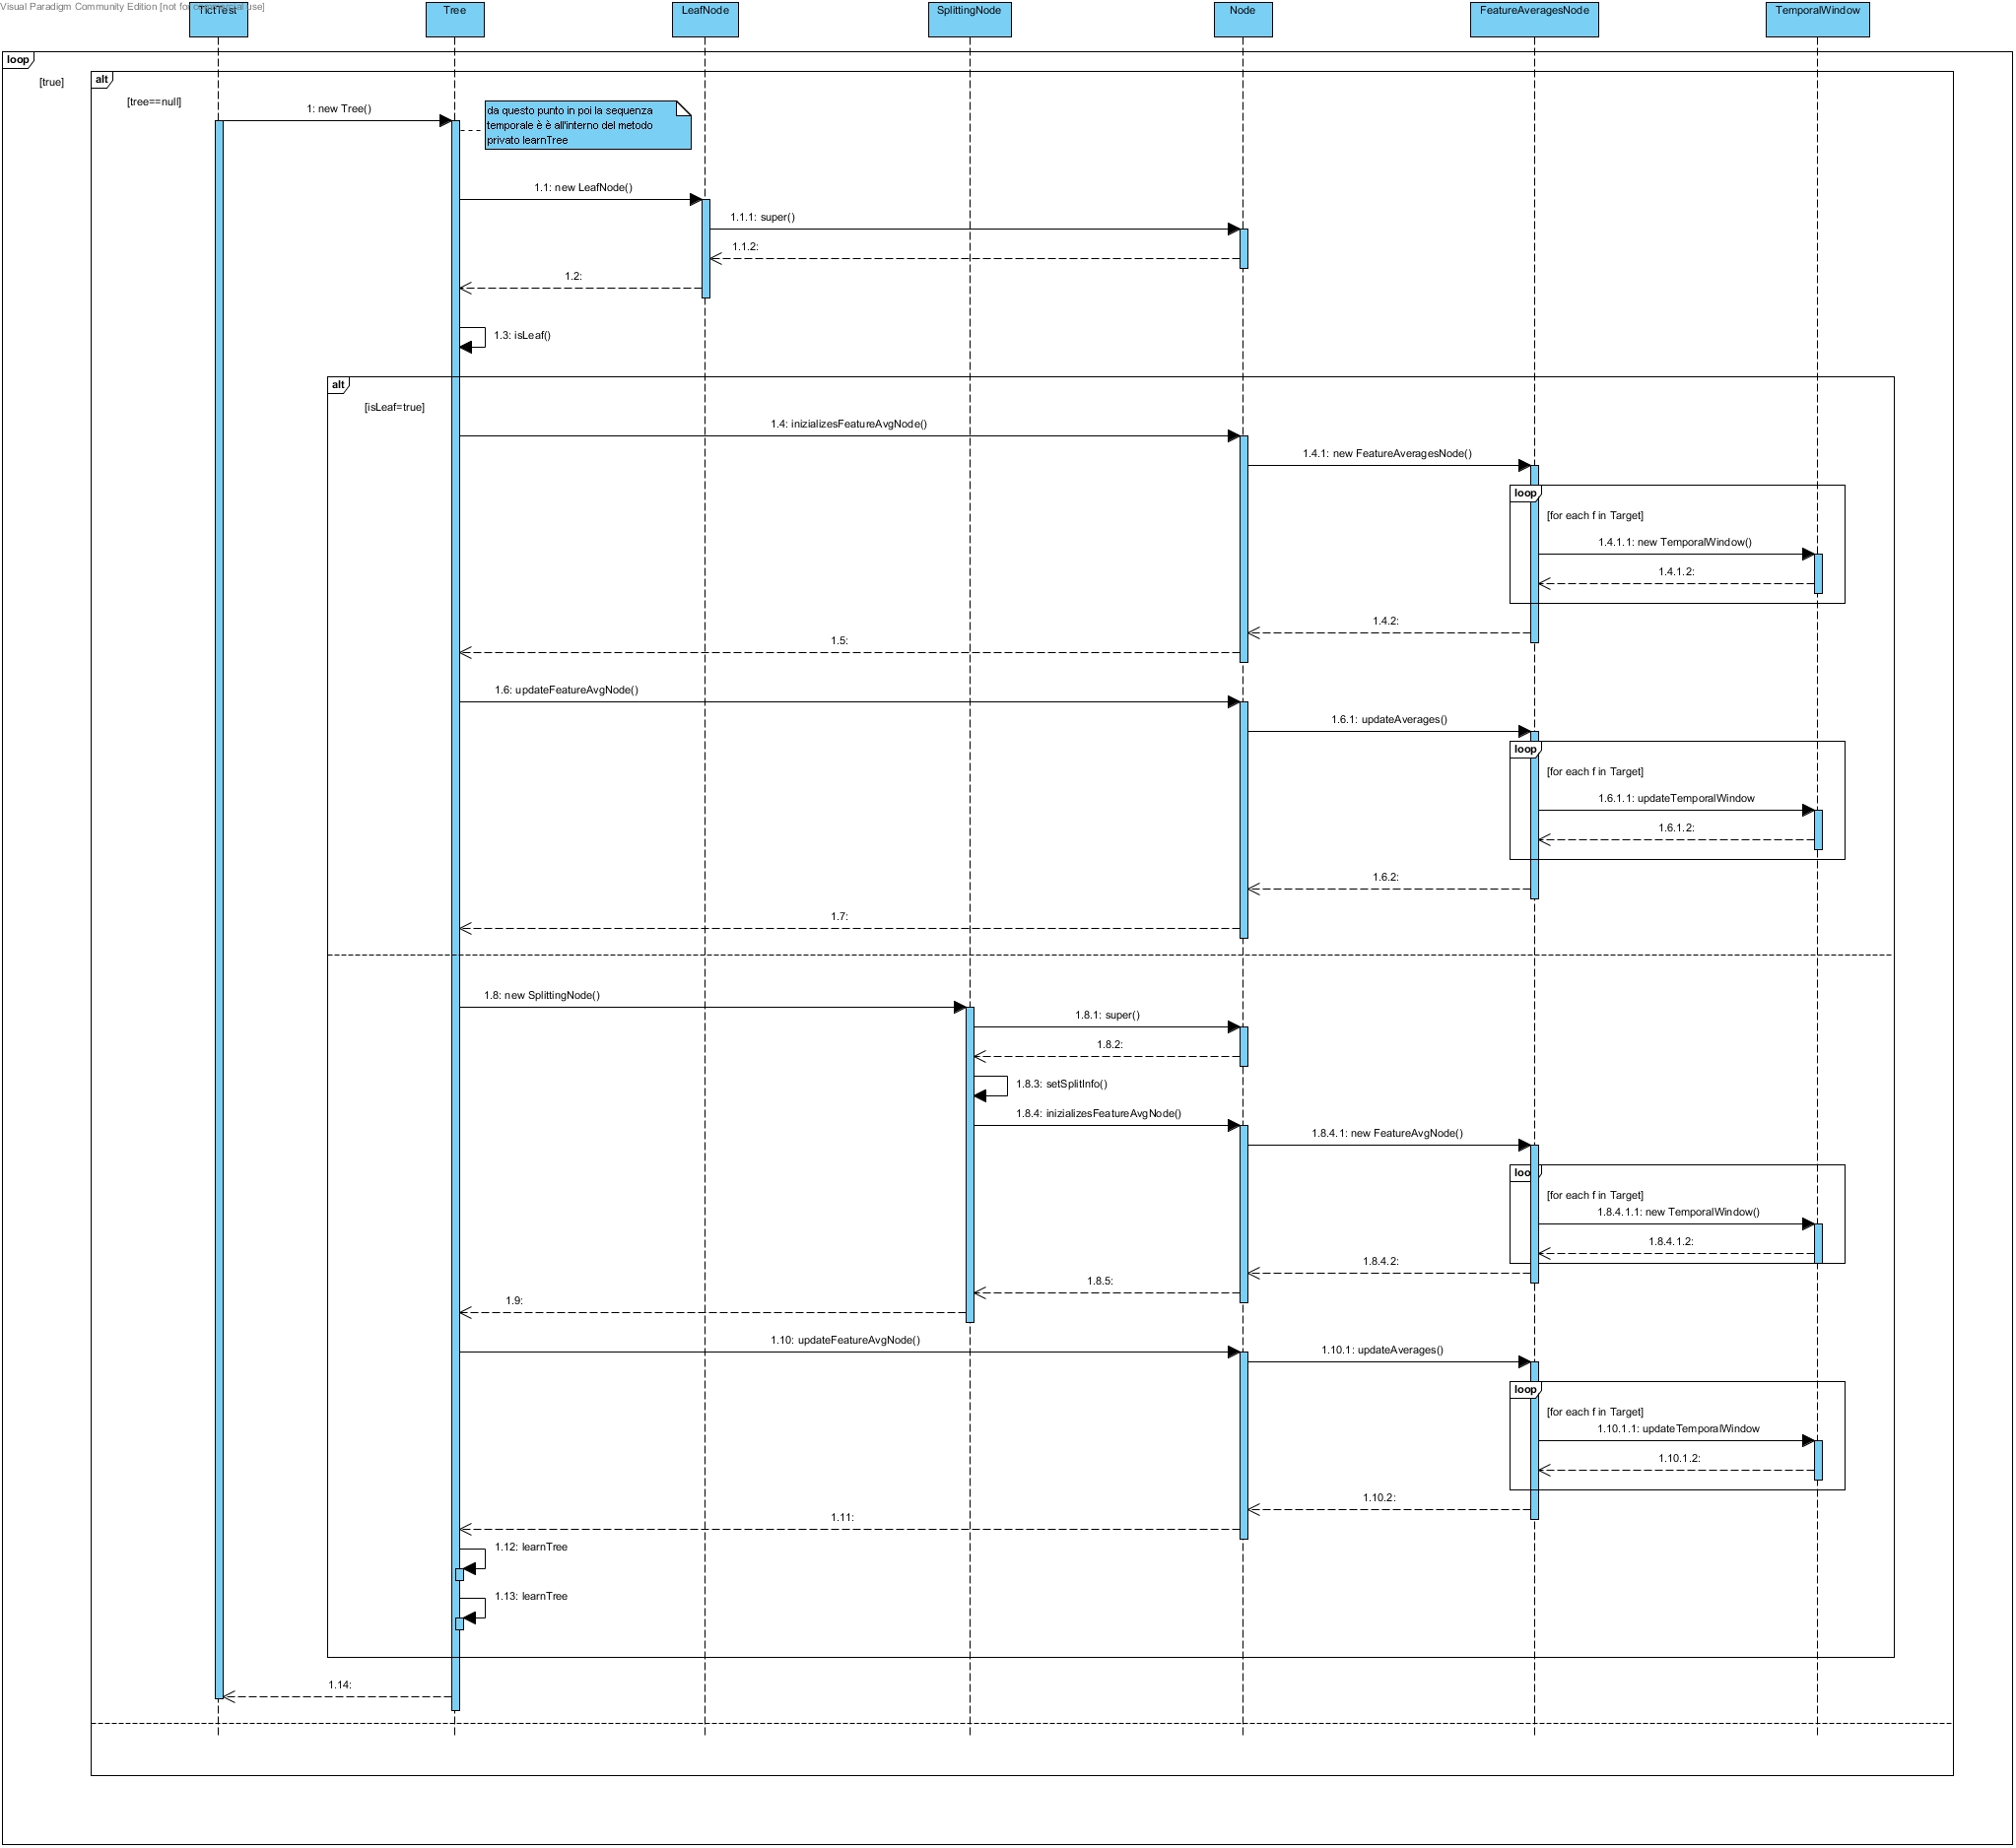 Visual Paradigm Community Edition [not for commercial use]
TictTest
Tree
LeafNode
SplittingNode
Node
FeatureAveragesNode
TemporalWindow
loop
[true]
alt
[tree==null]
1: new Tree()
da questo punto in poi la sequenza
temporale è è all'interno del metodo
privato learnTree
1.1: new LeafNode()
1.1.1: super()
1.1.2:
1.2:
1.3: isLeaf()
alt
[isLeaf=true]
1.4: inizializesFeatureAvgNode()
1.4.1: new FeatureAveragesNode()
loop
[for each f in Target]
1.4.1.1: new TemporalWindow()
1.4.1.2:
1.4.2:
1.5:
1.6: updateFeatureAvgNode()
1.6.1: updateAverages()
loop
[for each f in Target]
1.6.1.1: updateTemporalWindow
1.6.1.2:
1.6.2:
1.7:
1.8: new SplittingNode()
1.8.1: super()
1.8.2:
1.8.3: setSplitInfo()
1.8.4: inizializesFeatureAvgNode()
1.8.4.1: new FeatureAvgNode()
loop
[for each f in Target]
1.8.4.1.1: new TemporalWindow()
1.8.4.1.2:
1.8.4.2:
1.8.5:
1.9:
1.10: updateFeatureAvgNode()
1.10.1: updateAverages()
loop
[for each f in Target]
1.10.1.1: updateTemporalWindow
1.10.1.2:
1.10.2:
1.11:
1.12: learnTree
1.13: learnTree
1.14: